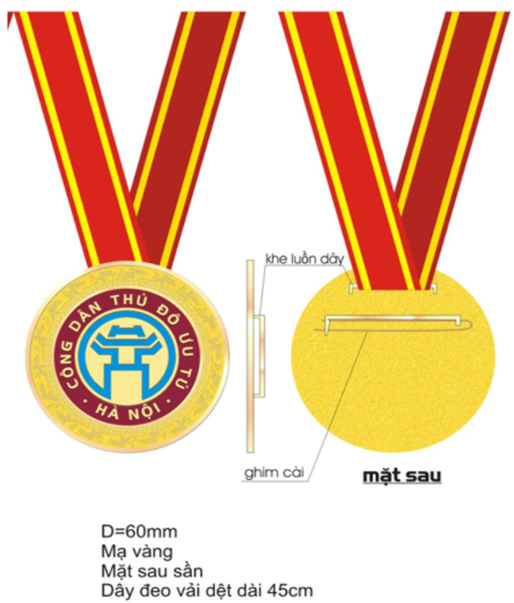 CÔNG DÂN THỦ ĐÔ ƯU TÚ
• HÀ NỘI •
khe luồn dây
ghim cài
mặt sau
D=60mm
Mạ vàng
Mặt sau sần
Dây đeo vải dệt dài 45cm